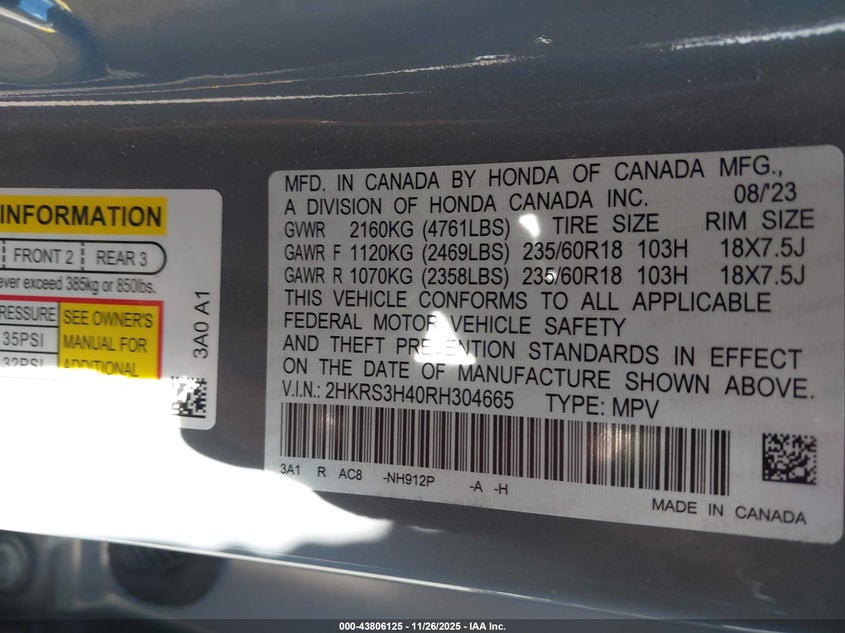 INFORMATION
FRONT 2 REAR 3
ever exceed 385kg or 850lbs.
RESSURE SEE OWNER'S
35PSI MANUAL FOR
32PSI ADDITIONAL
3A0 A1
MFD. IN CANADA BY HONDA OF CANADA MFG.,
A DIVISION OF HONDA CANADA INC. 08/'23
GVWR 2160KG (4761LBS) TIRE SIZE RIM SIZE
GAWR F 1120KG (2469LBS) 235/60R18 103H 18X7.5J
GAWR R 1070KG (2358LBS) 235/60R18 103H 18X7.5J
THIS VEHICLE CONFORMS TO ALL APPLICABLE
FEDERAL MOTOR VEHICLE SAFETY
AND THEFT PREVENTION STANDARDS IN EFFECT
ON THE DATE OF MANUFACTURE SHOWN ABOVE.
V.I.N.: 2HKRS3H40RH304665 TYPE: MPV
3A1 R AC8 -NH912P -A -H
MADE IN CANADA
000-43806125 - 11/26/2025 - IAA Inc.